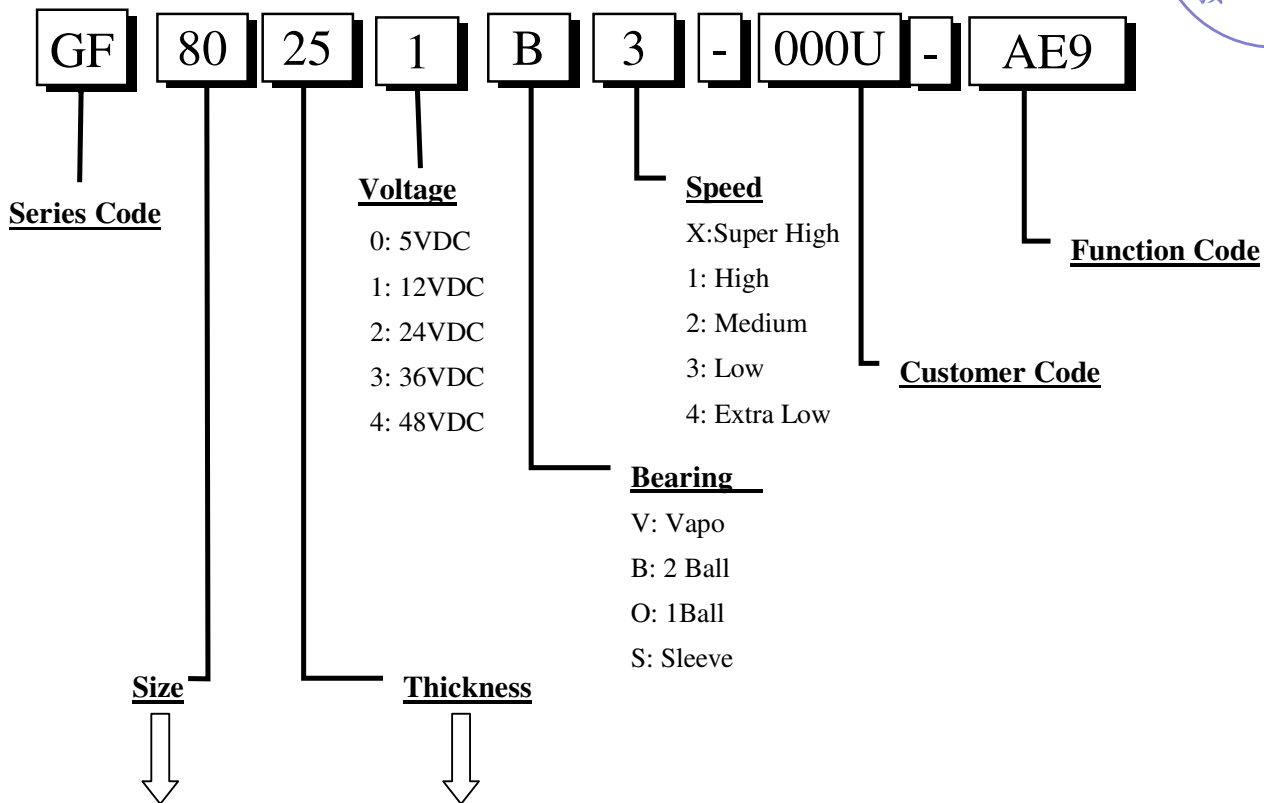 GF 80 25 1 B 3 - 000U - AE9
Series Code
Voltage
0: 5VDC
1: 12VDC
2: 24VDC
3: 36VDC
4: 48VDC
Speed
X:Super High
1: High
2: Medium
3: Low
4: Extra Low
Function Code
Customer Code
Bearing
V: Vapo
B: 2 Ball
O: 1Ball
S: Sleeve
Size
Thickness